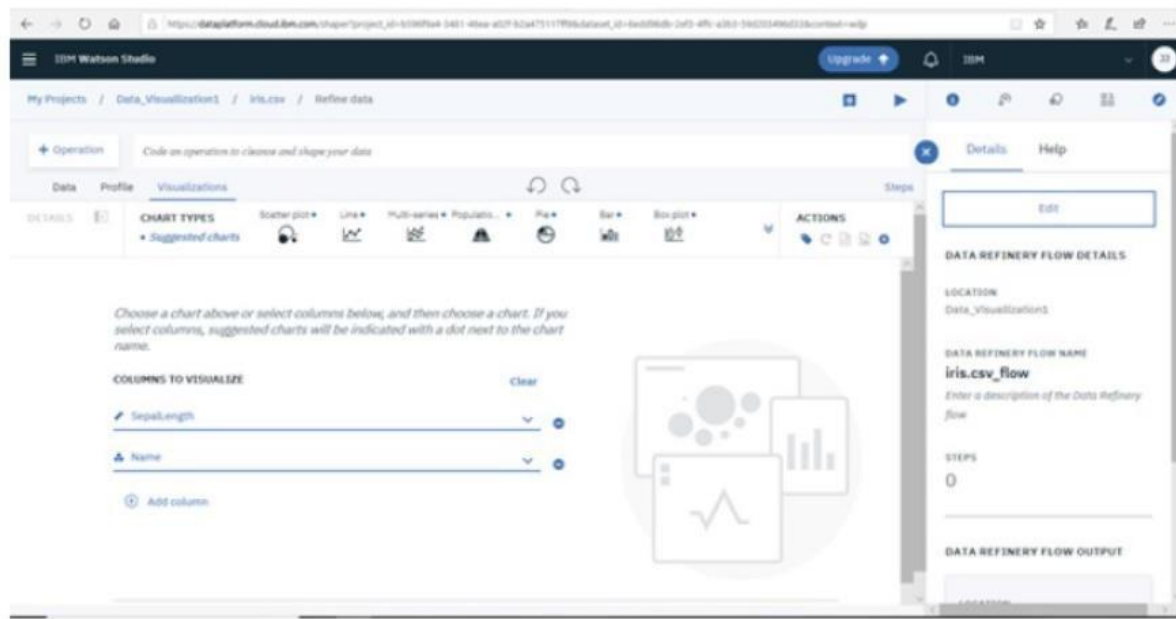 IBM Watson Studio
Upgrade
IBM
My Projects / Data_Visuallization1 / iris.csv / Refine data
+ Operation
Code an operation to cleanse and shape your data
Details
Help
Data
Profile
Visualizations
Steps
DETAILS
CHART TYPES
• Suggested charts
Scatter plot
Line
Multi-series
Populatio...
Pie
Bar
Box plot
ACTIONS
Edit
DATA REFINERY FLOW DETAILS
LOCATION
Data_Visuallization1
Choose a chart above or select columns below, and then choose a chart. If you
select columns, suggested charts will be indicated with a dot next to the chart
name.
COLUMNS TO VISUALIZE
Clear
SepalLength
Name
Add column
DATA REFINERY FLOW NAME
iris.csv_flow
Enter a description of the Data Refinery
flow
STEPS
0
DATA REFINERY FLOW OUTPUT